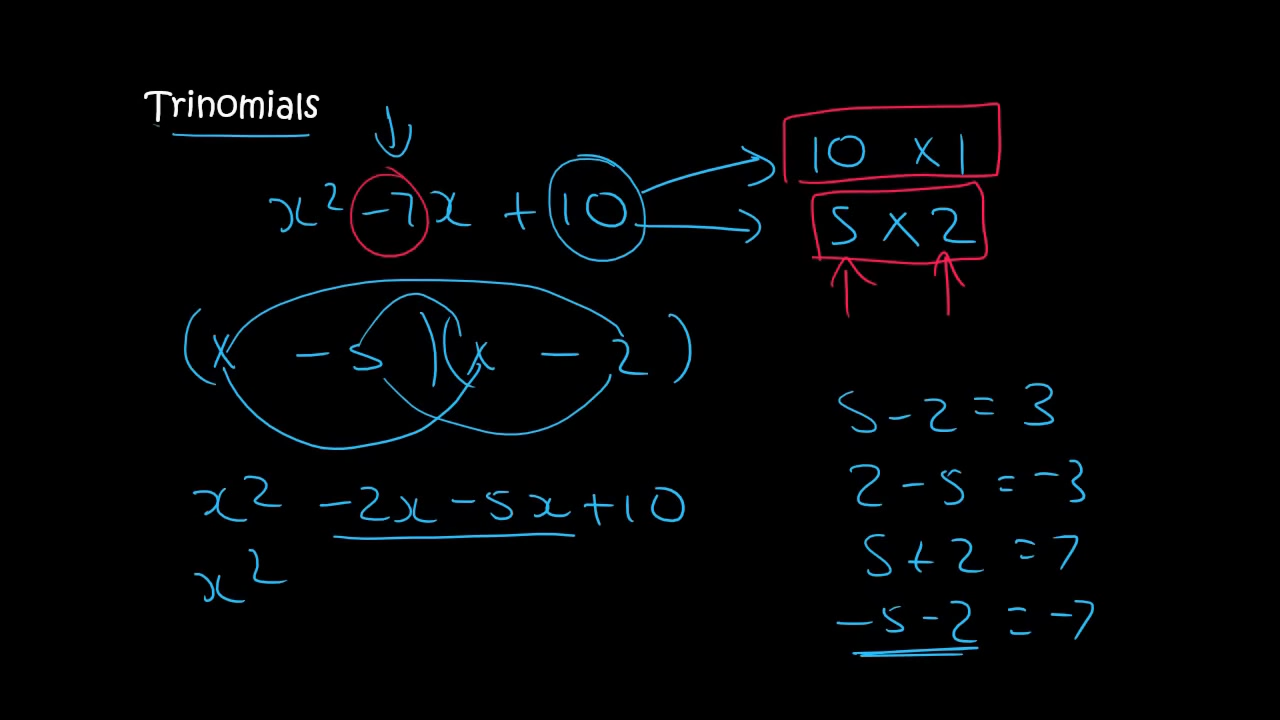 Trinomials
x² -7x + 10
10 x 1
5 x 2
(x - 5)(x - 2)
5 - 2 = 3
2 - 5 = -3
x² -2x -5x +10
5 + 2 = 7
x²
-5 -2 = -7